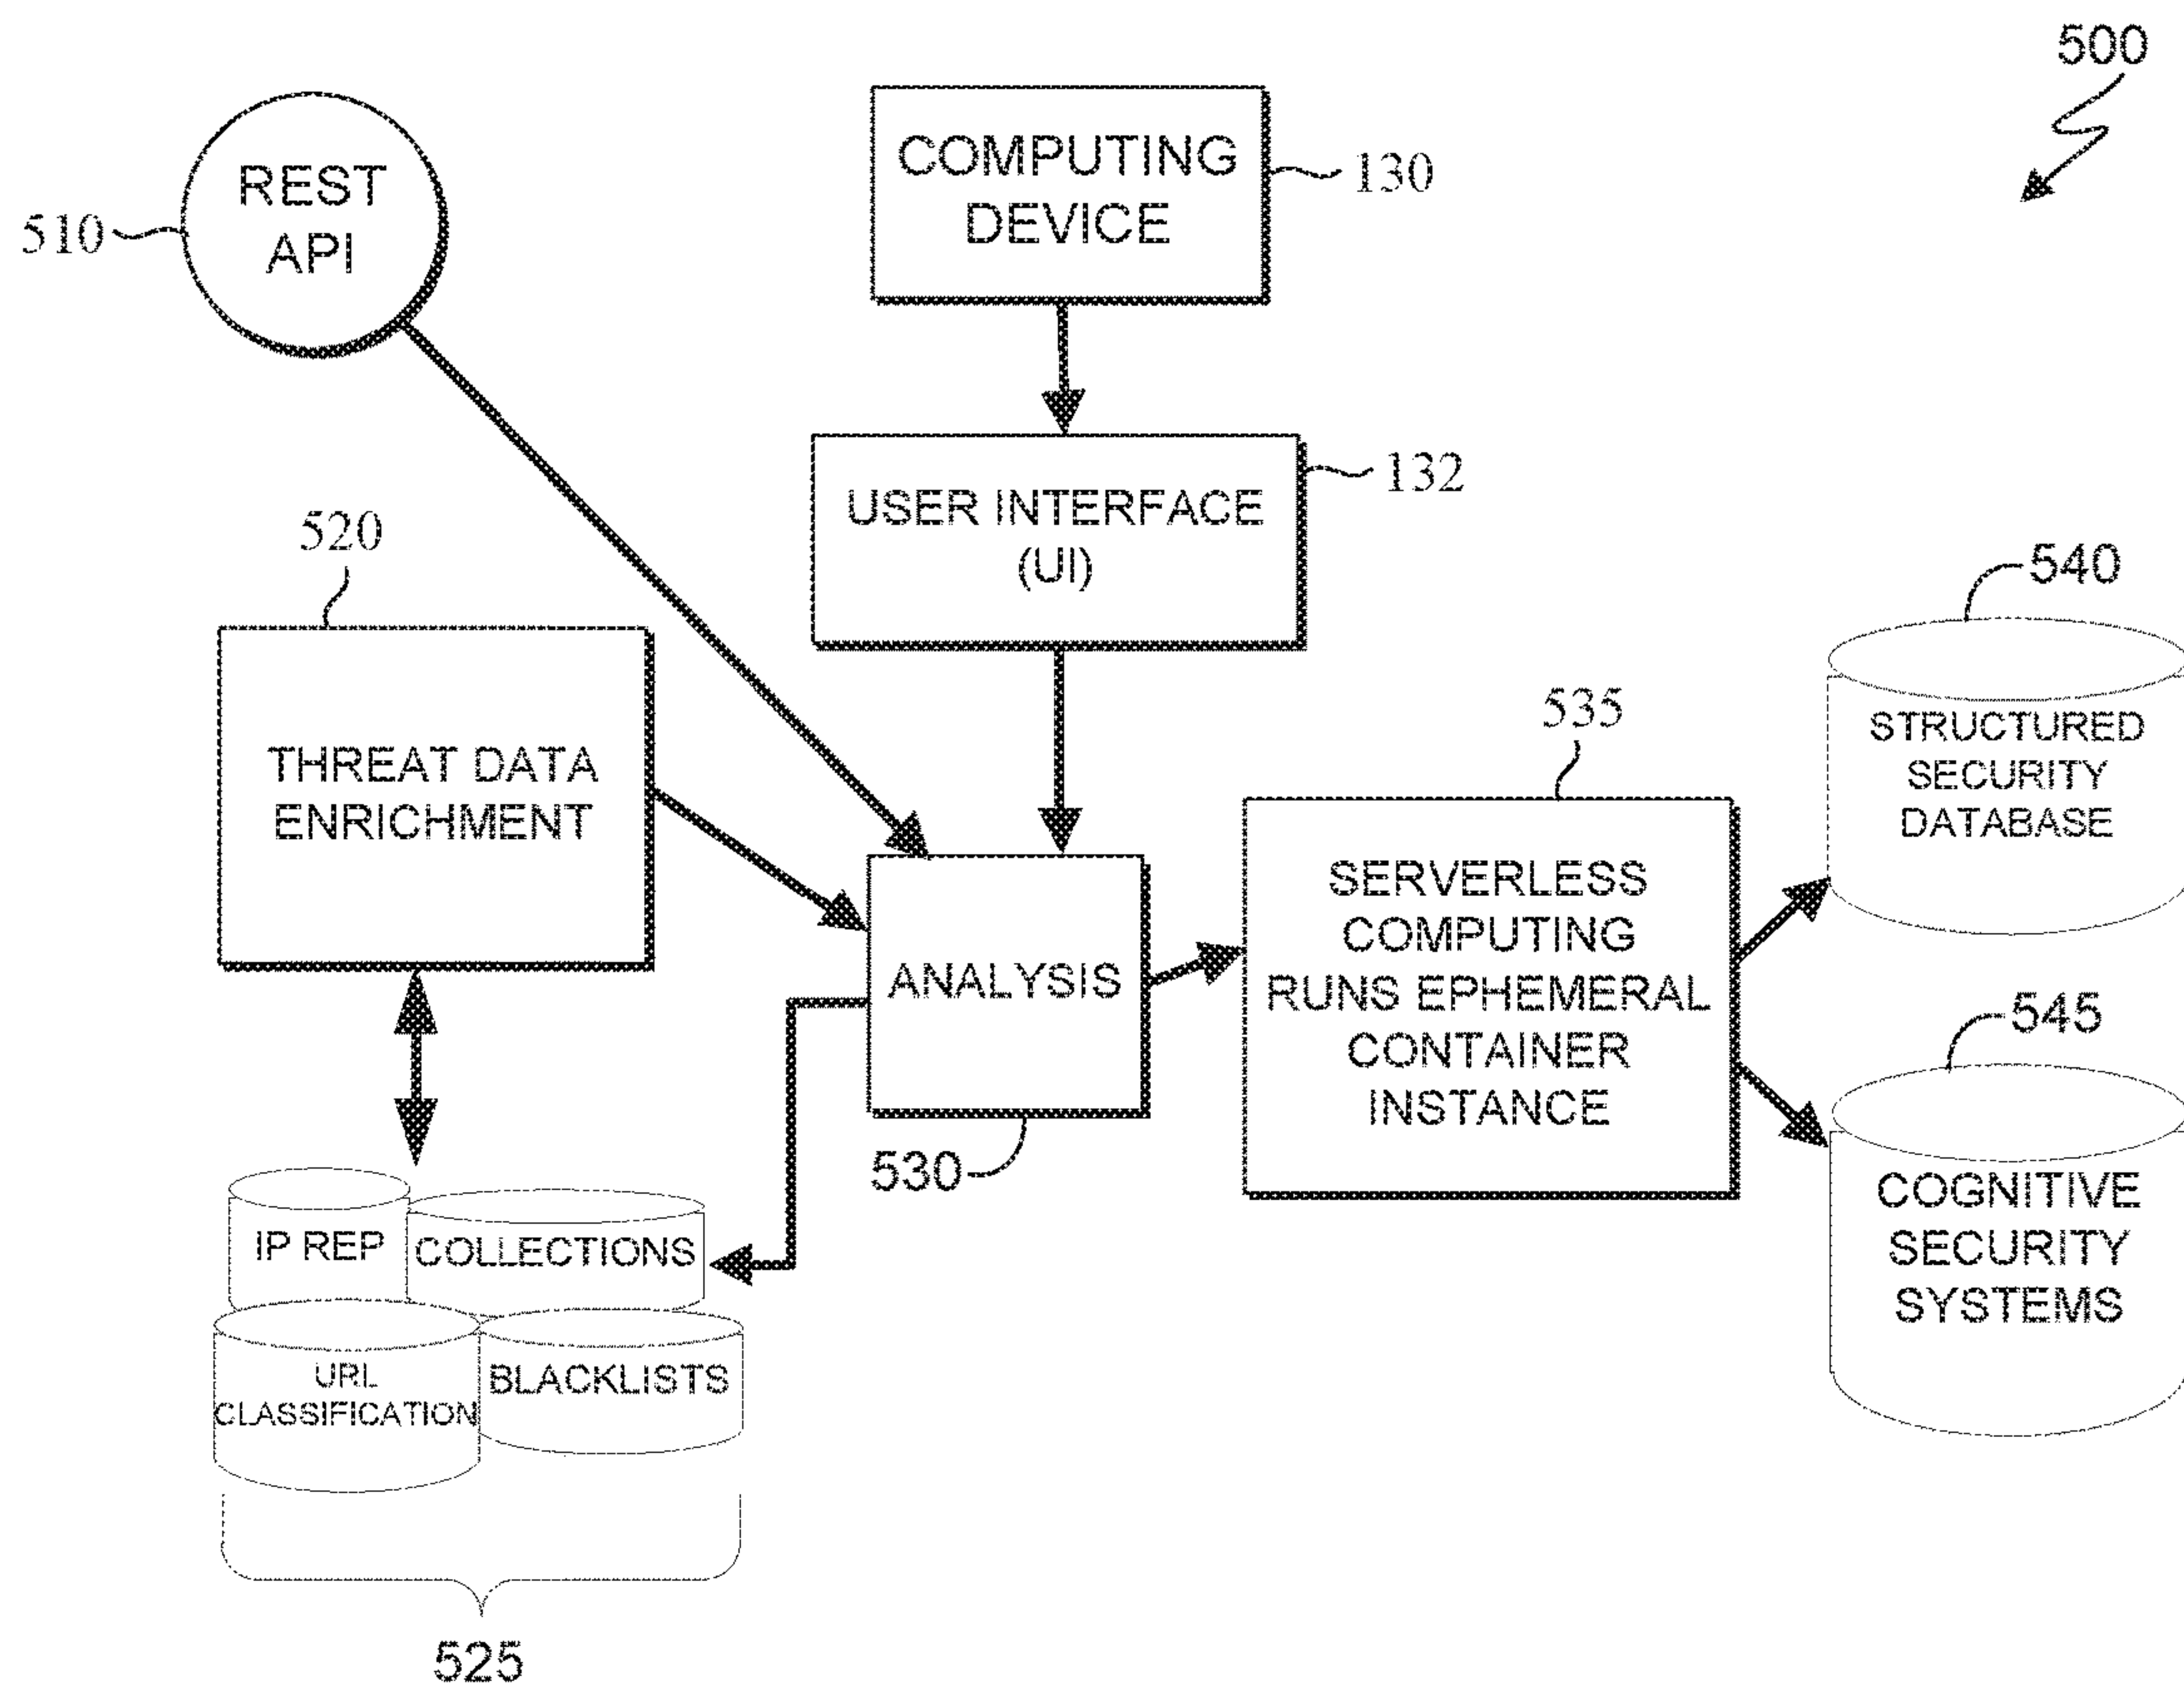 500
REST
API
510
COMPUTING
DEVICE
130
USER INTERFACE
(UI)
132
520
THREAT DATA
ENRICHMENT
535
SERVERLESS
COMPUTING
RUNS EPHEMERAL
CONTAINER
INSTANCE
540
STRUCTURED
SECURITY
DATABASE
ANALYSIS
530
545
COGNITIVE
SECURITY
SYSTEMS
IP REP
COLLECTIONS
URL
CLASSIFICATION
BLACKLISTS
525